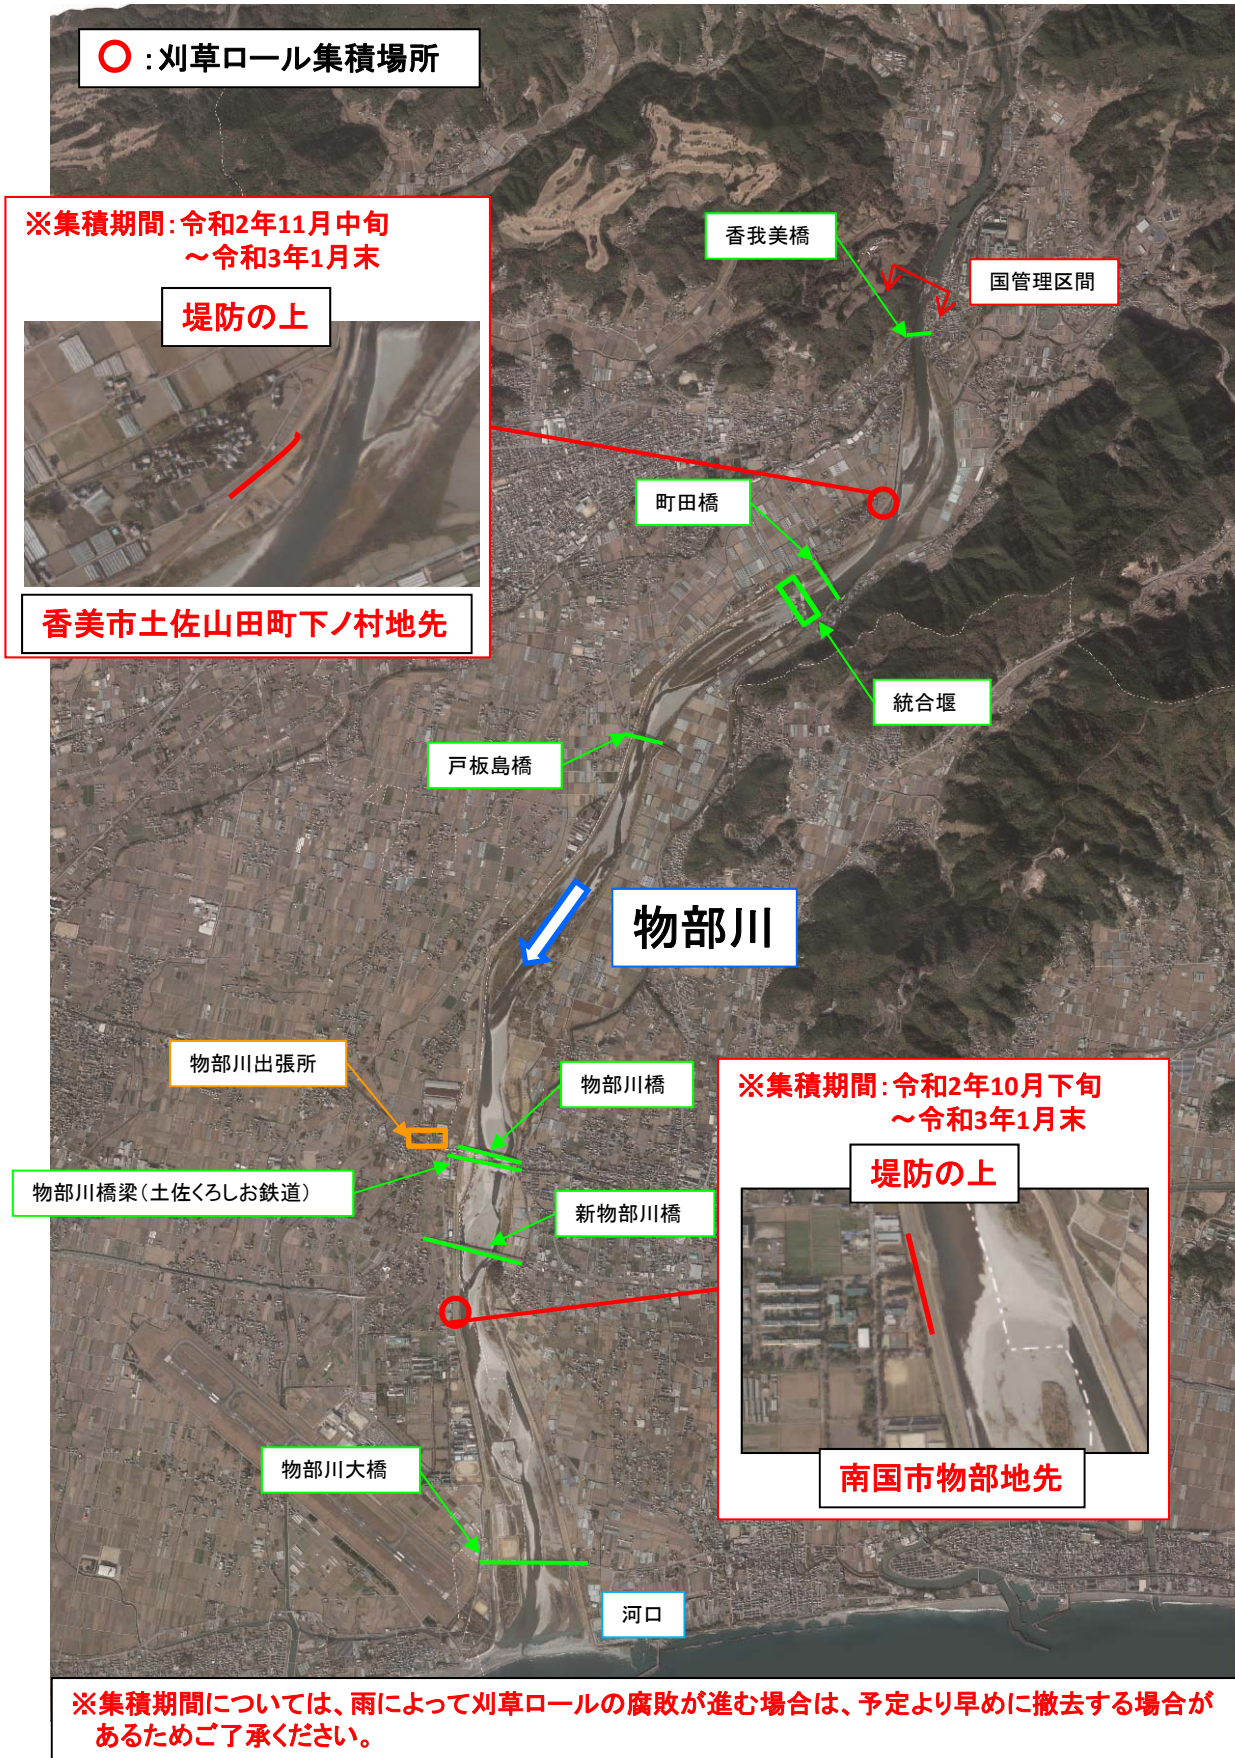 ○:刈草ロール集積場所
※集積期間:令和2年11月中旬
～令和3年1月末
堤防の上
香美市土佐山田町下ノ村地先
香我美橋
国管理区間
町田橋
統合堰
戸板島橋
物部川
物部川出張所
物部川橋
物部川橋梁(土佐くろしお鉄道)
新物部川橋
※集積期間:令和2年10月下旬
～令和3年1月末
堤防の上
南国市物部地先
物部川大橋
河口
※集積期間については、雨によって刈草ロールの腐敗が進む場合は、予定より早めに撤去する場合が
あるためご了承ください。